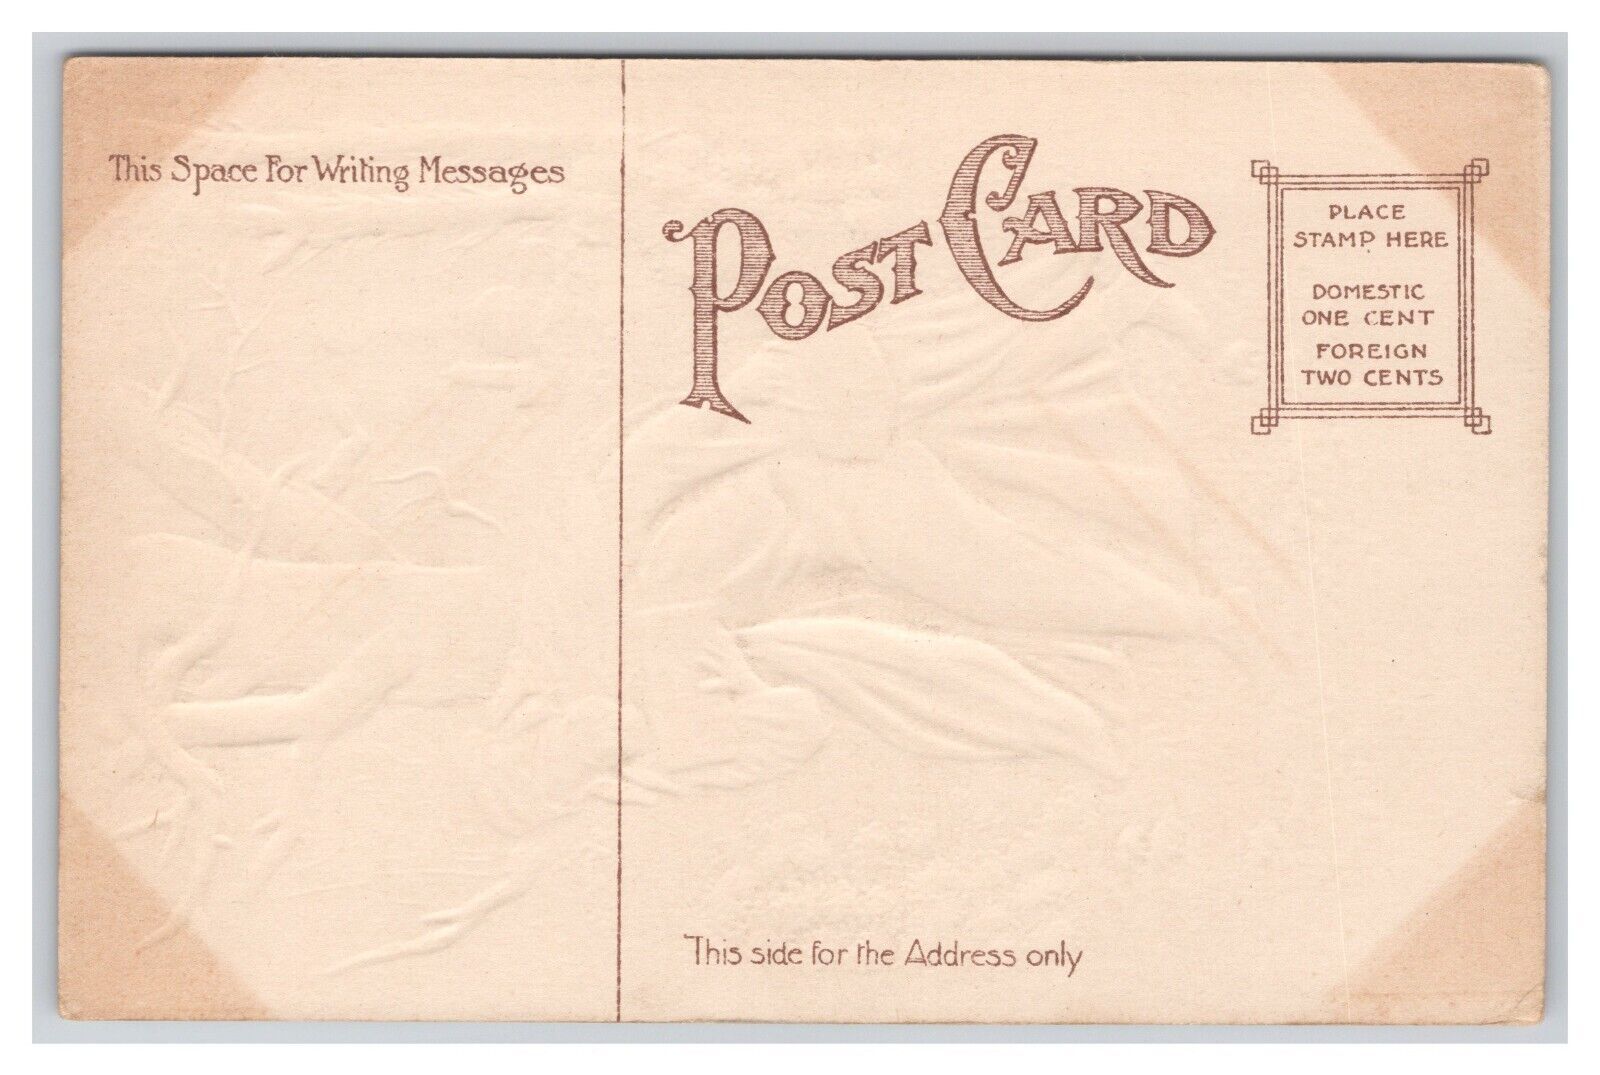 This Space For Writing Messages
POST CARD
PLACE
STAMP HERE
DOMESTIC
ONE CENT
FOREIGN
TWO CENTS
This side for the Address only